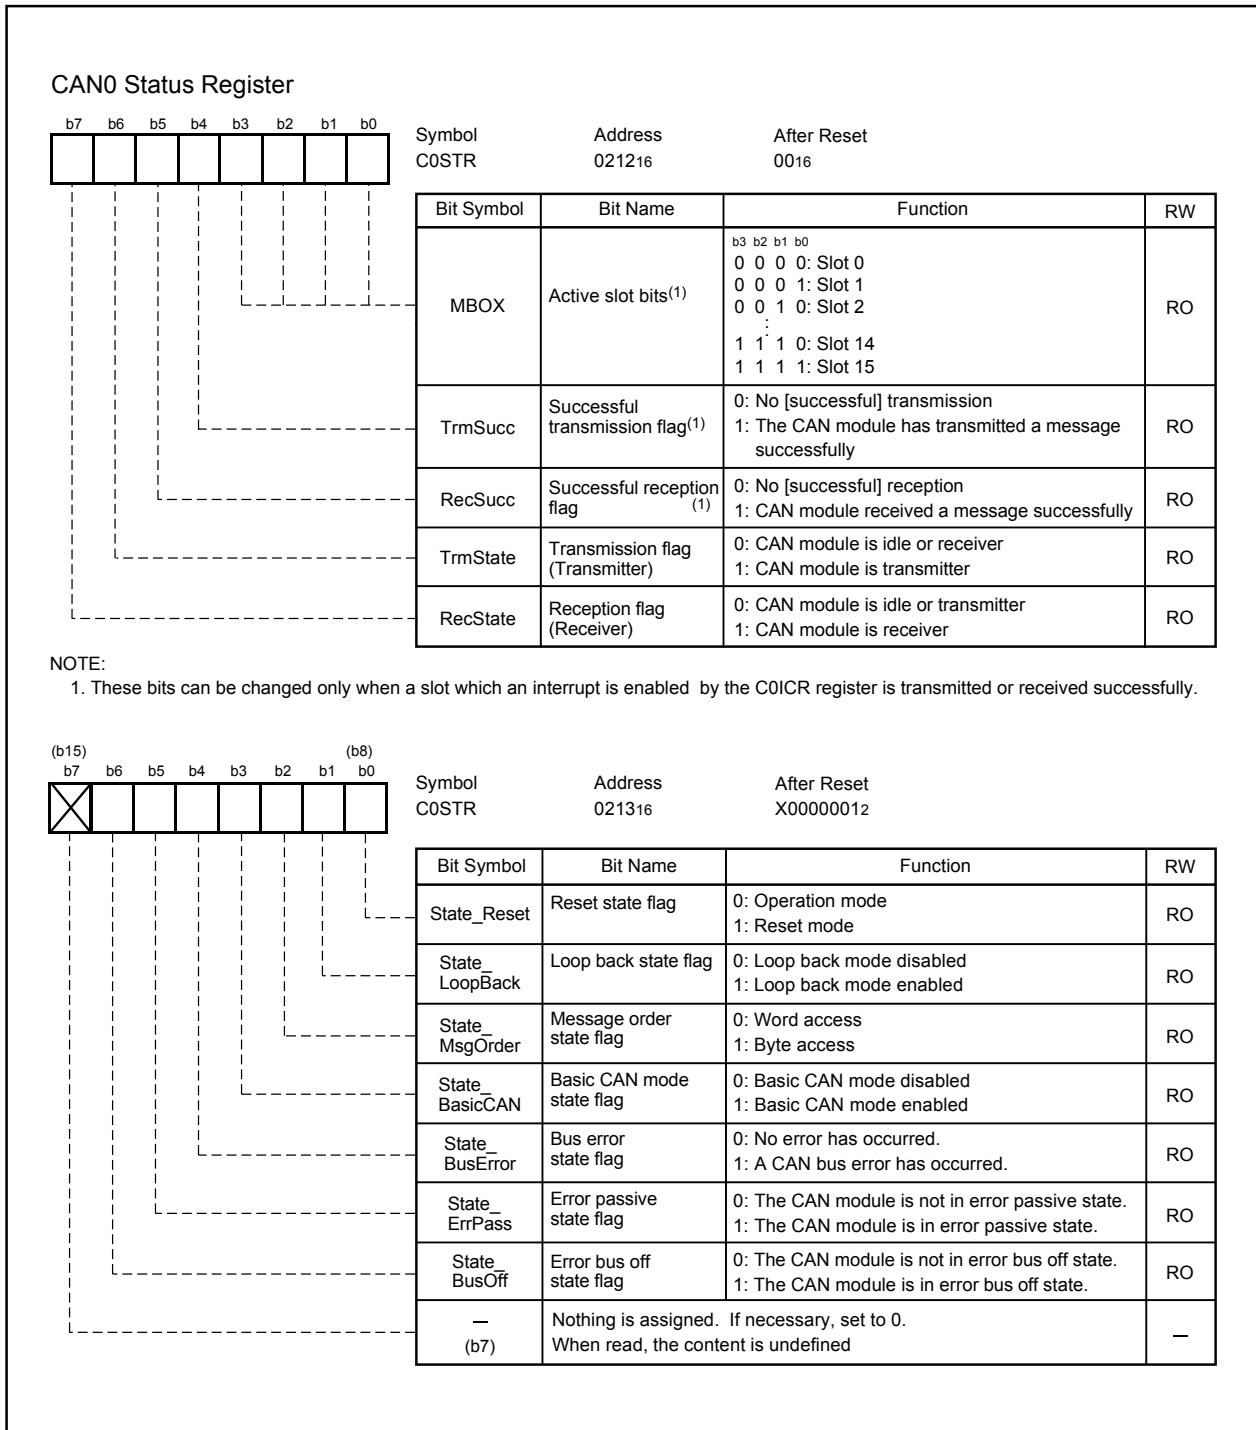 CAN0 Status Register
b7 b6 b5 b4 b3 b2 b1 b0
Symbol Address After Reset
C0STR 021216 0016
Bit Symbol Bit Name Function RW
MBOX Active slot bits(1) RO
b3 b2 b1 b0
0 0 0 0: Slot 0
0 0 0 1: Slot 1
0 0 1 0: Slot 2
:
1 1 1 0: Slot 14
1 1 1 1: Slot 15
TrmSucc Successful transmission flag(1) RO
0: No [successful] transmission
1: The CAN module has transmitted a message
successfully
RecSucc Successful reception flag (1) RO
0: No [successful] reception
1: CAN module received a message successfully
TrmState Transmission flag (Transmitter) RO
0: CAN module is idle or receiver
1: CAN module is transmitter
RecState Reception flag (Receiver) RO
0: CAN module is idle or transmitter
1: CAN module is receiver
NOTE:
1. These bits can be changed only when a slot which an interrupt is enabled by the C0ICR register is transmitted or received successfully.
(b15) (b8)
b7 b6 b5 b4 b3 b2 b1 b0
Symbol Address After Reset
C0STR 021316 X00000012
Bit Symbol Bit Name Function RW
State_Reset Reset state flag RO
0: Operation mode
1: Reset mode
State_ LoopBack Loop back state flag RO
0: Loop back mode disabled
1: Loop back mode enabled
State_ MsgOrder Message order state flag RO
0: Word access
1: Byte access
State_ BasicCAN Basic CAN mode state flag RO
0: Basic CAN mode disabled
1: Basic CAN mode enabled
State_ BusError Bus error state flag RO
0: No error has occurred.
1: A CAN bus error has occurred.
State_ ErrPass Error passive state flag RO
0: The CAN module is not in error passive state.
1: The CAN module is in error passive state.
State_ BusOff Error bus off state flag RO
0: The CAN module is not in error bus off state.
1: The CAN module is in error bus off state.
— (b7) —
Nothing is assigned. If necessary, set to 0.
When read, the content is undefined